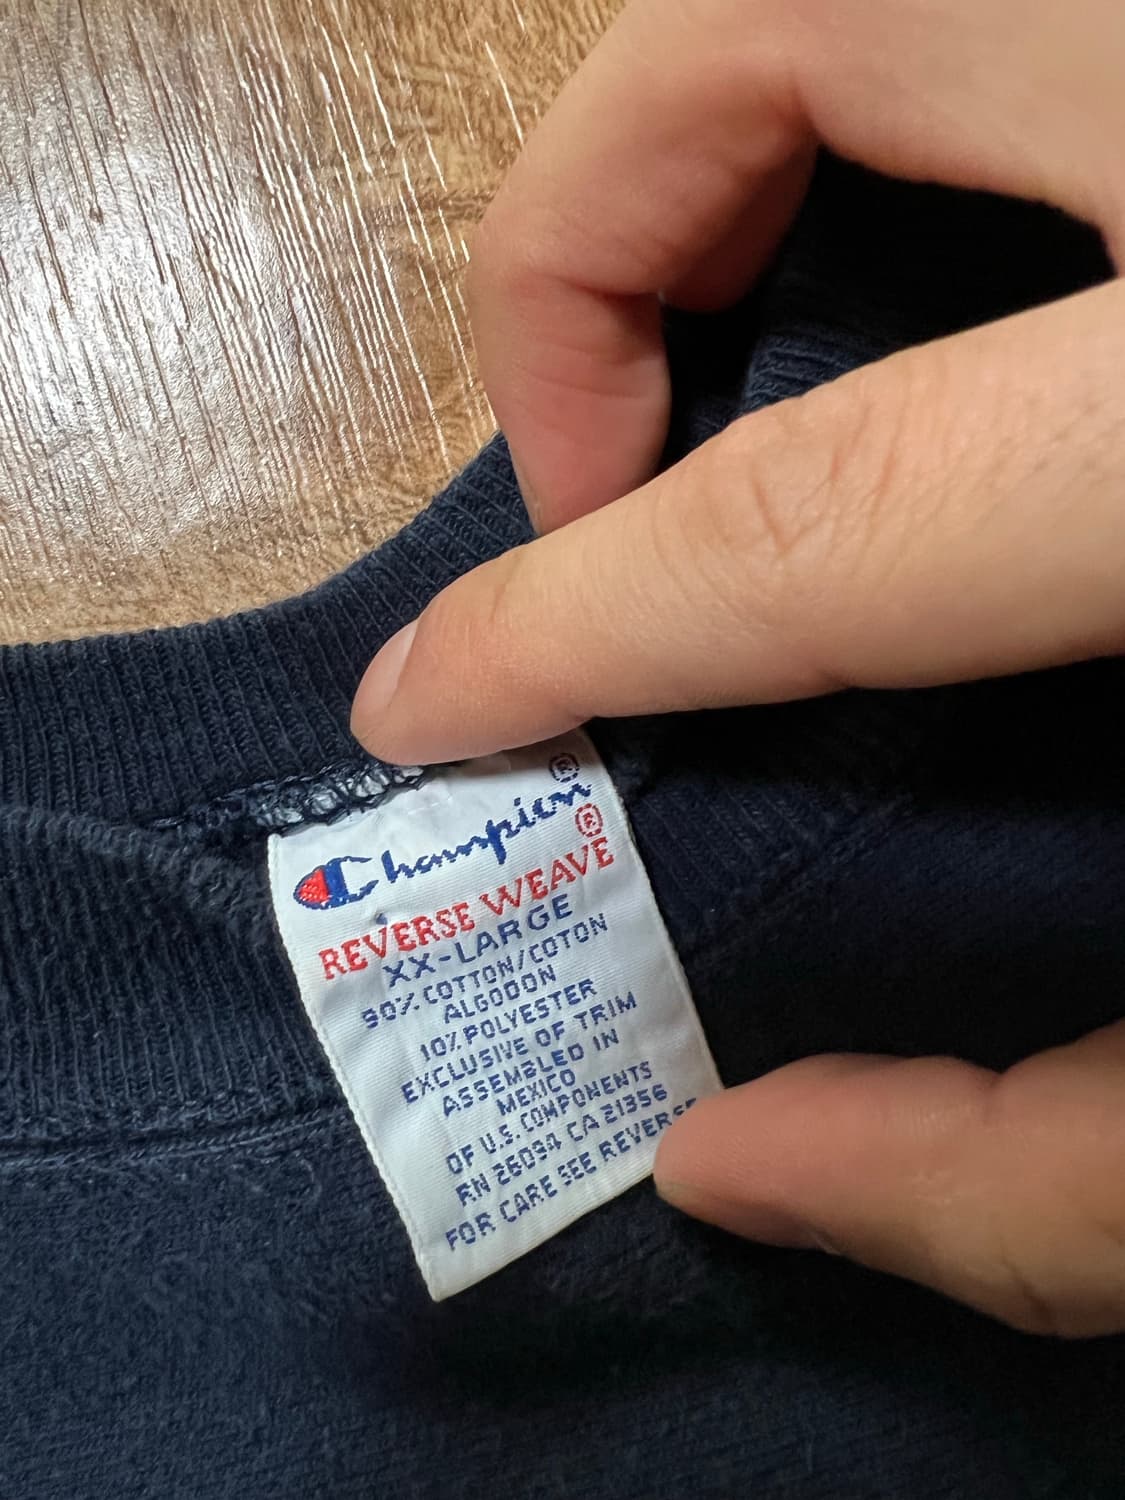 Champion®
REVERSE WEAVE®
XX-LARGE
90% COTTON/COTON
ALGODON
10% POLYESTER
EXCLUSIVE OF TRIM
ASSEMBLED IN
MEXICO
OF U.S. COMPONENTS
RN 26094 CA 21356
FOR CARE SEE REVERSE